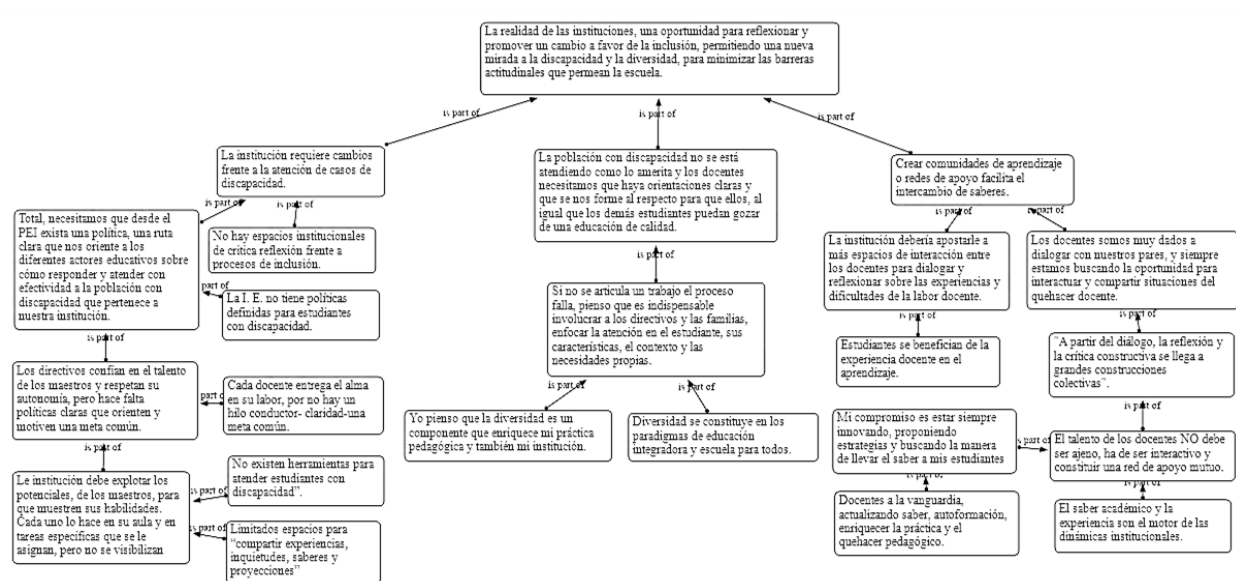 La realidad de las instituciones, una oportunidad para reflexionar y
promover un cambio a favor de la inclusión, permitiendo una nueva
mirada a la discapacidad y la diversidad, para minimizar las barreras
actitudinales que permean la escuela.
is part of
is part of
is part of
La institución requiere cambios
frente a la atención de casos de
discapacidad.
La población con discapacidad no se está
atendiendo como lo amerita y los docentes
necesitamos que haya orientaciones claras y
que se nos forme al respecto para que ellos, al
igual que los demás estudiantes puedan gozar
de una educación de calidad.
Crear comunidades de aprendizaje
o redes de apoyo facilita el
intercambio de saberes.
is part of
is part of
is part of
is part of
Total, necesitamos que desde el
PEI exista una política, una ruta
clara que nos oriente a los
diferentes actores educativos sobre
cómo responder y atender con
efectividad a la población con
discapacidad que pertenece a
nuestra institución.
No hay espacios institucionales
de critica reflexión frente a
procesos de inclusión.
part of
La I. E. no tiene políticas
definidas para estudiantes
con discapacidad.
is part of
Si no se articula un trabajo el proceso
falla, pienso que es indispensable
involucrar a los directivos y las familias,
enfocar la atención en el estudiante, sus
características, el contexto y las
necesidades propias.
La institución debería apostarle a
más espacios de interacción entre
los docentes para dialogar y
reflexionar sobre las experiencias y
dificultades de la labor docente.
Los docentes somos muy dados a
dialogar con nuestros pares, y siempre
estamos buscando la oportunidad para
interactuar y compartir situaciones del
quehacer docente.
is part of
is part of
is part of
Estudiantes se benefician de la
experiencia docente en el
aprendizaje.
"A partir del diálogo, la reflexión y
la crítica constructiva se llega a
grandes construcciones
colectivas".
Los directivos confían en el talento
de los maestros y respetan su
autonomía, pero hace falta
políticas claras que orienten y
motiven una meta común.
part o
Cada docente entrega el alma
en su labor, por no hay un
hilo conductor- claridad-una
meta común.
is part of
is part of
is part of
Yo pienso que la diversidad es un
componente que enriquece mi práctica
pedagógica y también mi institución.
Diversidad se constituye en los
paradigmas de educación
integradora y escuela para todos.
Mi compromiso es estar siempre
innovando, proponiendo
estrategias y buscando la manera
de llevar el saber a mis estudiantes
is part of
El talento de los docentes NO debe
ser ajeno, ha de ser interactivo y
constituir una red de apoyo mutuo.
is part of
is part of
is part of
Le institución debe explotar los
potenciales, de los maestros, para
que muestren sus habilidades.
Cada uno lo hace en su aula y en
tareas específicas que se le
asignan, pero no se visibilizan
is part of
No existen herramientas para
atender estudiantes con
discapacidad".
is part of
Limitados espacios para
"compartir experiencias,
inquietudes, saberes y
proyecciones"
Docentes a la vanguardia,
actualizando saber, autoformación,
enriquecer la práctica y el
quehacer pedagógico.
El saber académico y la
experiencia son el motor de las
dinámicas institucionales.